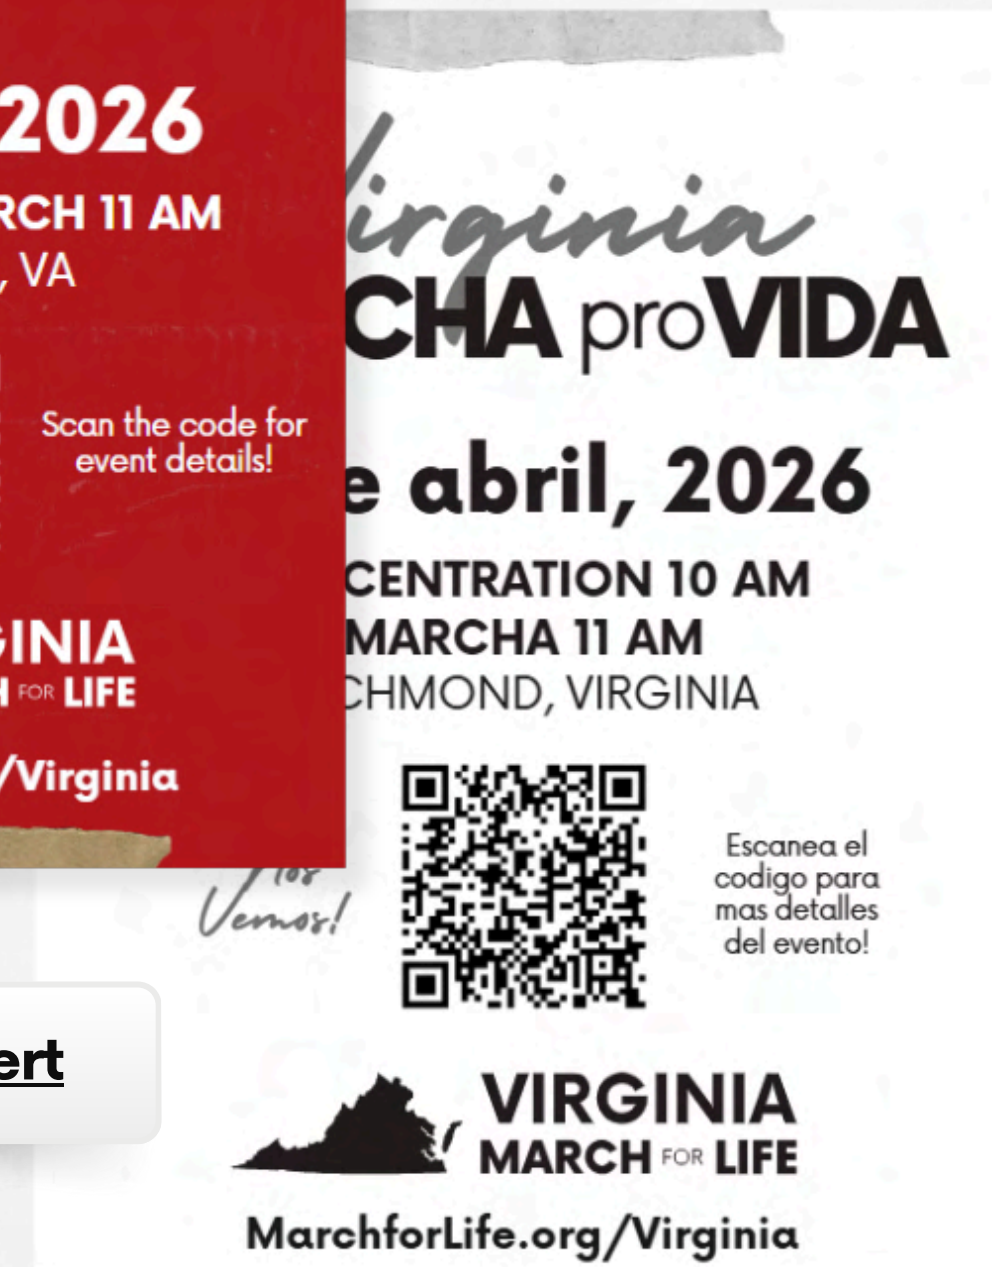 2026
RCH 11 AM
, VA
Scan the code for
event details!
GINIA
H FOR LIFE
/Virginia
Virginia
CHA proVIDA
e abril, 2026
CENTRATION 10 AM
MARCHA 11 AM
CHMOND, VIRGINIA
Nos
Vemos!
Escanea el
codigo para
mas detalles
del evento!
ert
VIRGINIA
MARCH FOR LIFE
MarchforLife.org/Virginia